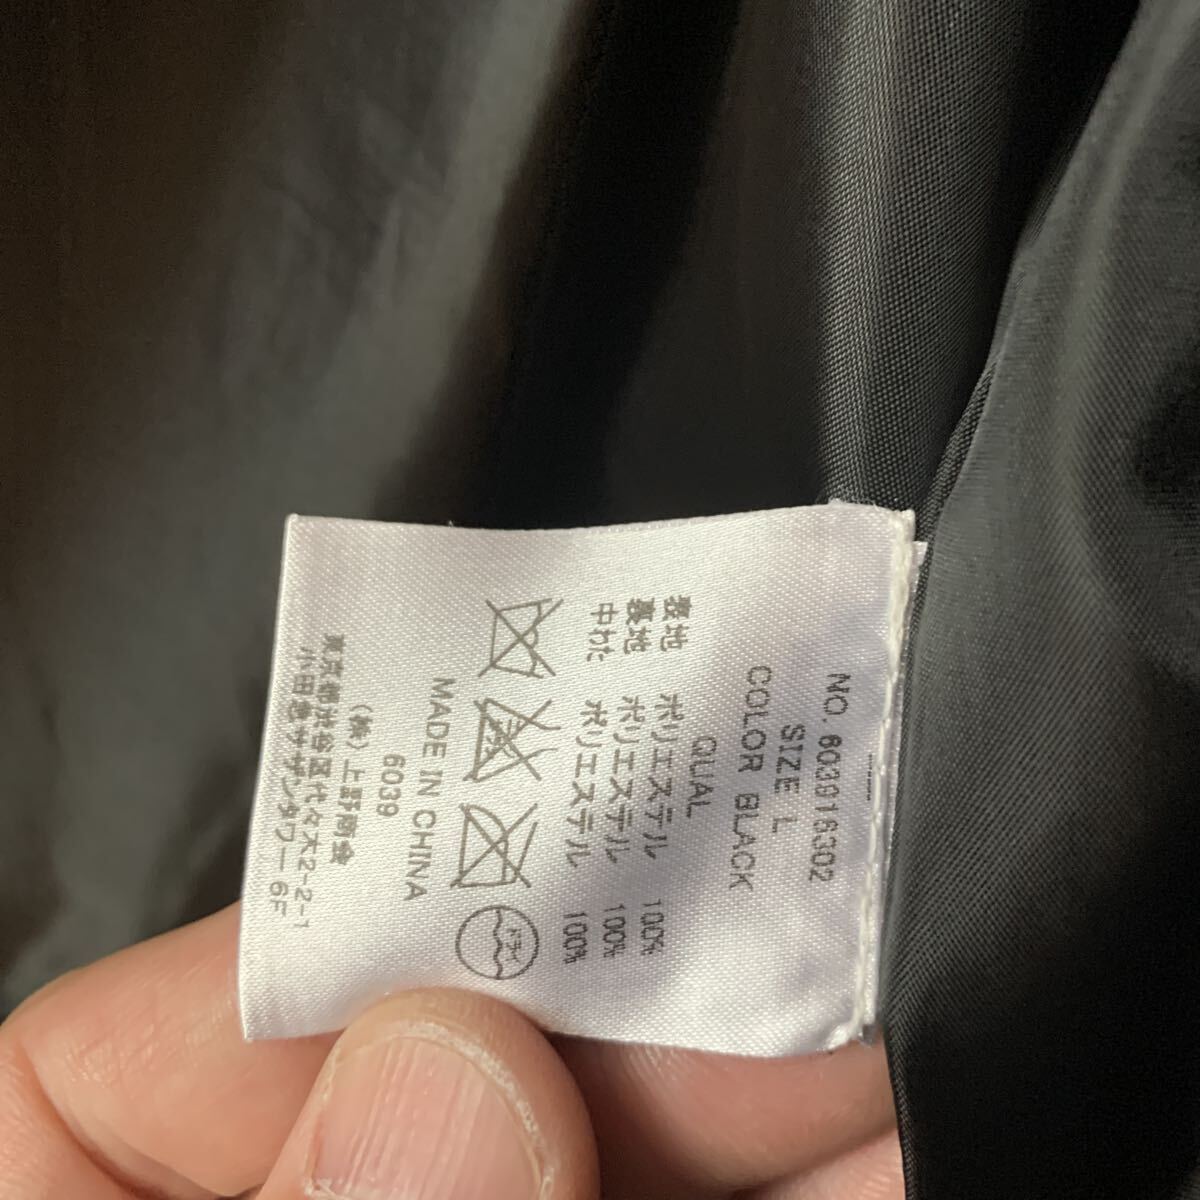 NO. 603916302
SIZE L
COLOR BLACK
QUAL
表地 ポリエステル 100%
裏地 ポリエステル 100%
中わた ポリエステル 100%
MADE IN CHINA
6039
(株)上野商会
東京都渋谷区代々木2-2-1
小田急サザンタワー 6F